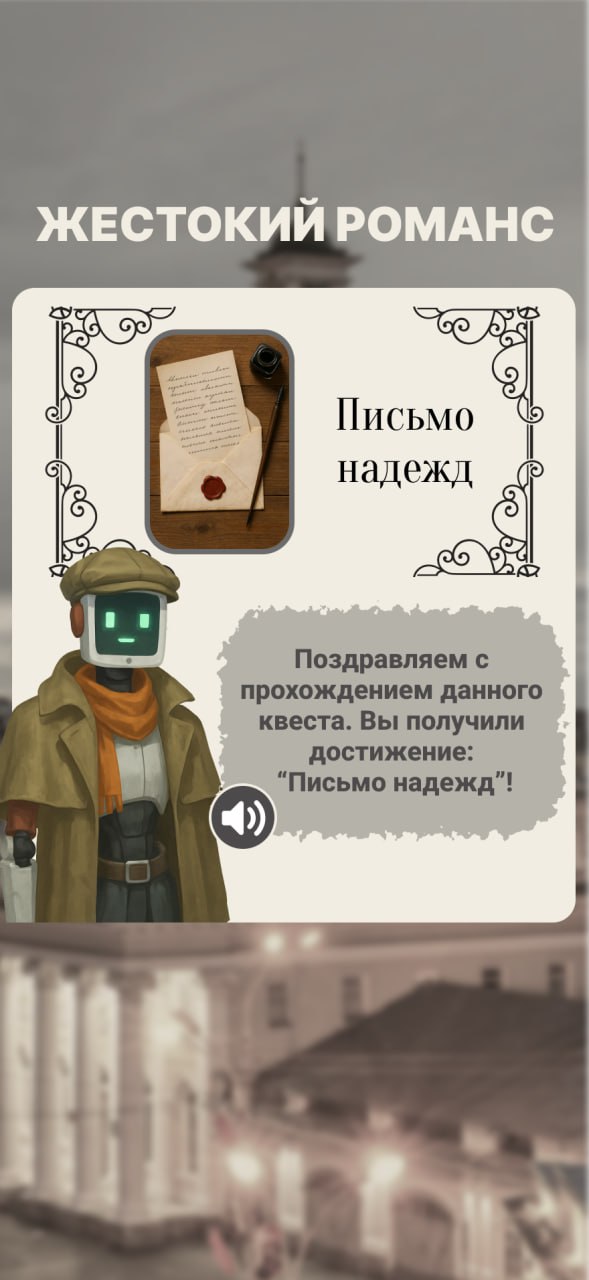 ЖЕСТОКИЙ РОМАНС
Письмо
надежд
Поздравляем с
прохождением данного
квеста. Вы получили
достижение:
“Письмо надежд”!